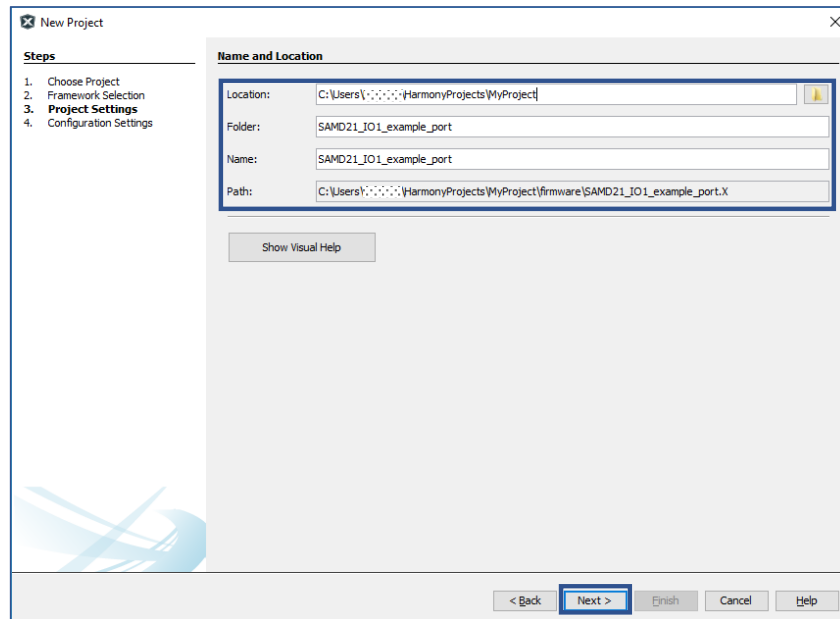 New Project
Steps
1. Choose Project
2. Framework Selection
3. Project Settings
4. Configuration Settings
Name and Location
Location: C:\Users\ \HarmonyProjects\MyProject
Folder: SAMD21_IO1_example_port
Name: SAMD21_IO1_example_port
Path: C:\Users\ \HarmonyProjects\MyProject\firmware\SAMD21_IO1_example_port.X
Show Visual Help
< Back Next > Finish Cancel Help